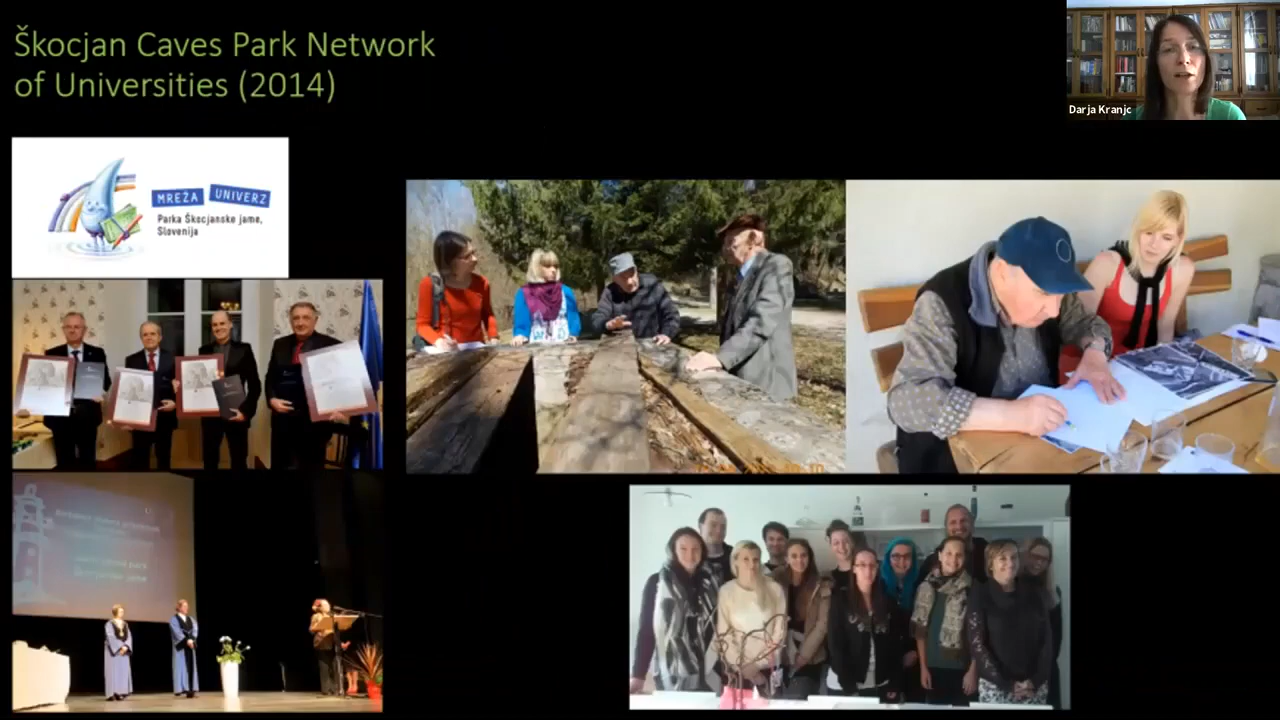 Škocjan Caves Park Network
of Universities (2014)
Darja Kranjc
MREŽA UNIVERZ
Parka Škocjanske jame,
Slovenija